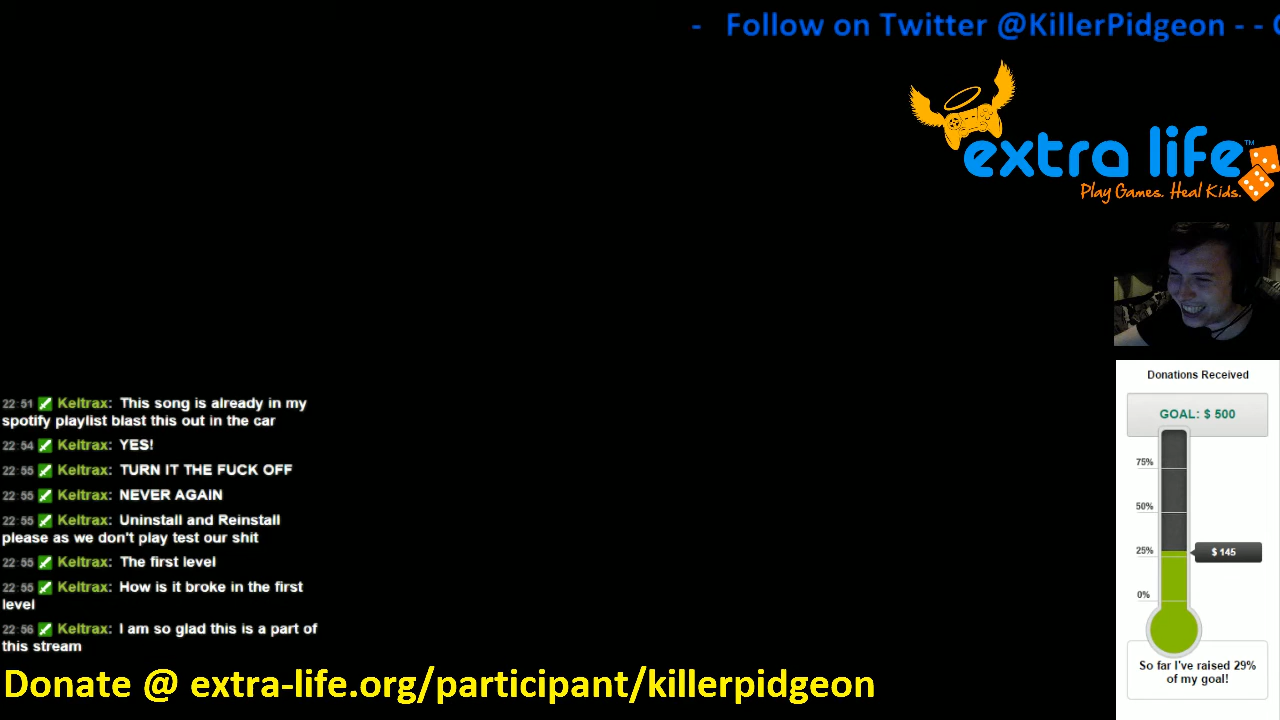 - Follow on Twitter @KillerPidgeon - -
extra life™
Play Games. Heal Kids.
Donations Received
GOAL: $ 500
75%
50%
25%
$ 145
0%
So far I've raised 29%
of my goal!
22:51 Keltrax: This song is already in my
spotify playlist blast this out in the car
22:54 Keltrax: YES!
22:55 Keltrax: TURN IT THE FUCK OFF
22:55 Keltrax: NEVER AGAIN
22:55 Keltrax: Uninstall and Reinstall
please as we don't play test our shit
22:55 Keltrax: The first level
22:55 Keltrax: How is it broke in the first
level
22:56 Keltrax: I am so glad this is a part of
this stream
Donate @ extra-life.org/participant/killerpidgeon